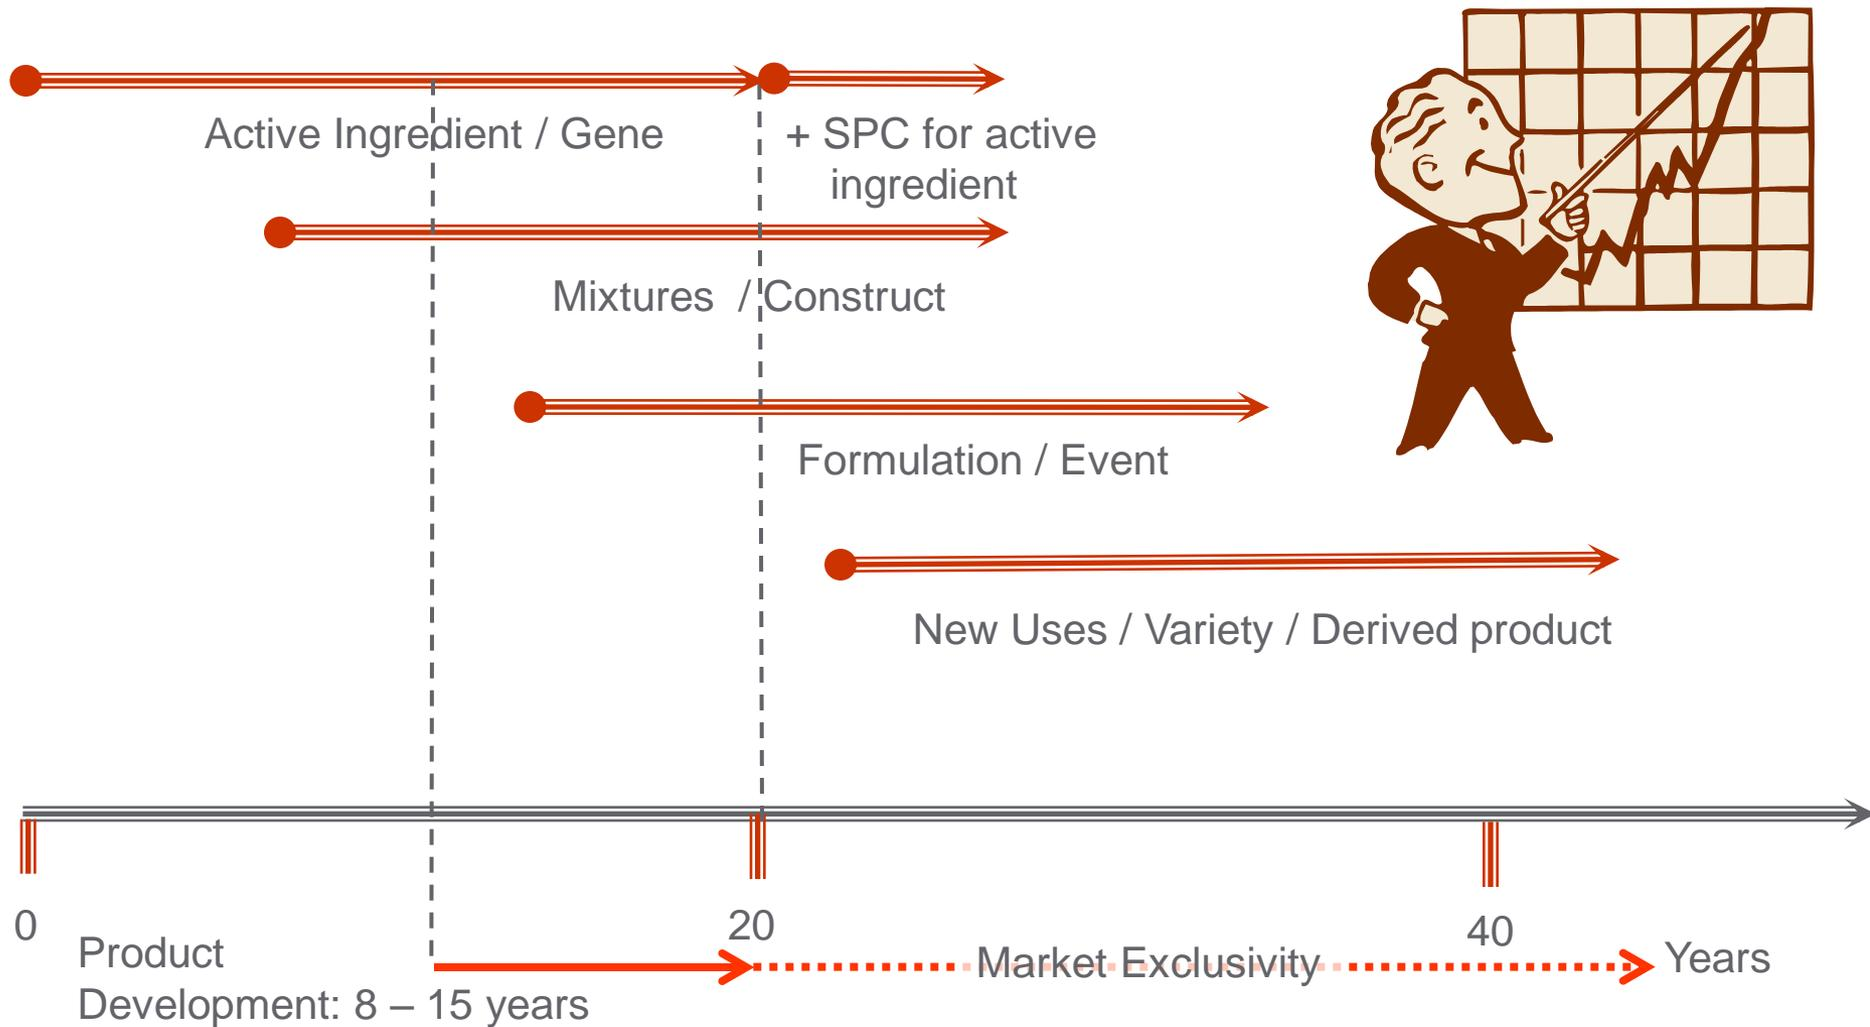 Active Ingredient / Gene
+ SPC for active
ingredient
Mixtures / Construct
Formulation / Event
New Uses / Variety / Derived product
0
20
40
Product
Development: 8 – 15 years
Market Exclusivity
Years